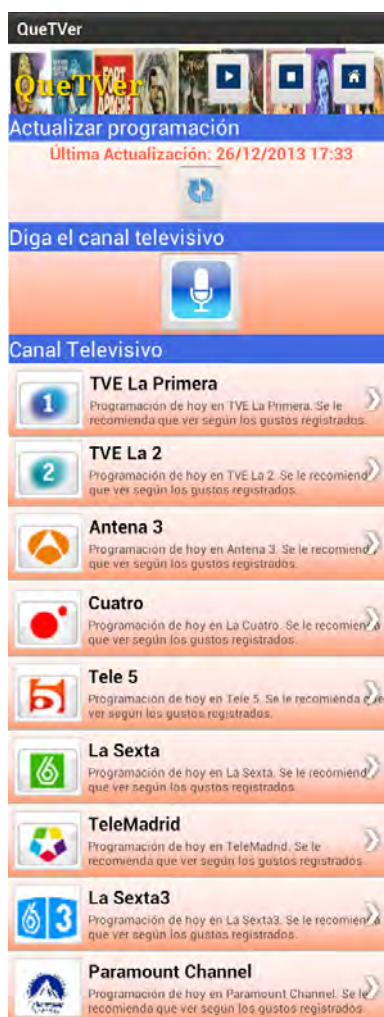 QueTVer
QueTVer
FORT
APACHE
Actualizar programación
Última Actualización: 26/12/2013 17:33
Diga el canal televisivo
Canal Televisivo
1
TVE La Primera
Programación de hoy en TVE La Primera. Se le
recomienda que ver según los gustos registrados.
2
TVE La 2
Programación de hoy en TVE La 2. Se le recomienda
que ver según los gustos registrados.
Antena 3
Programación de hoy en Antena 3. Se le recomienda
que ver según los gustos registrados.
Cuatro
Programación de hoy en La Cuatro. Se le recomienda
que ver según los gustos registrados.
5
Tele 5
Programación de hoy en Tele 5. Se le recomienda que
ver según los gustos registrados.
6
La Sexta
Programación de hoy en La Sexta. Se le recomienda
que ver según los gustos registrados.
TeleMadrid
Programación de hoy en TeleMadrid. Se le
recomienda que ver según los gustos registrados.
6 3
La Sexta3
Programación de hoy en La Sexta3. Se le recomienda
que ver según los gustos registrados.
Paramount Channel
Programación de hoy en Paramount Channel. Se le
recomienda que ver según los gustos registrados.